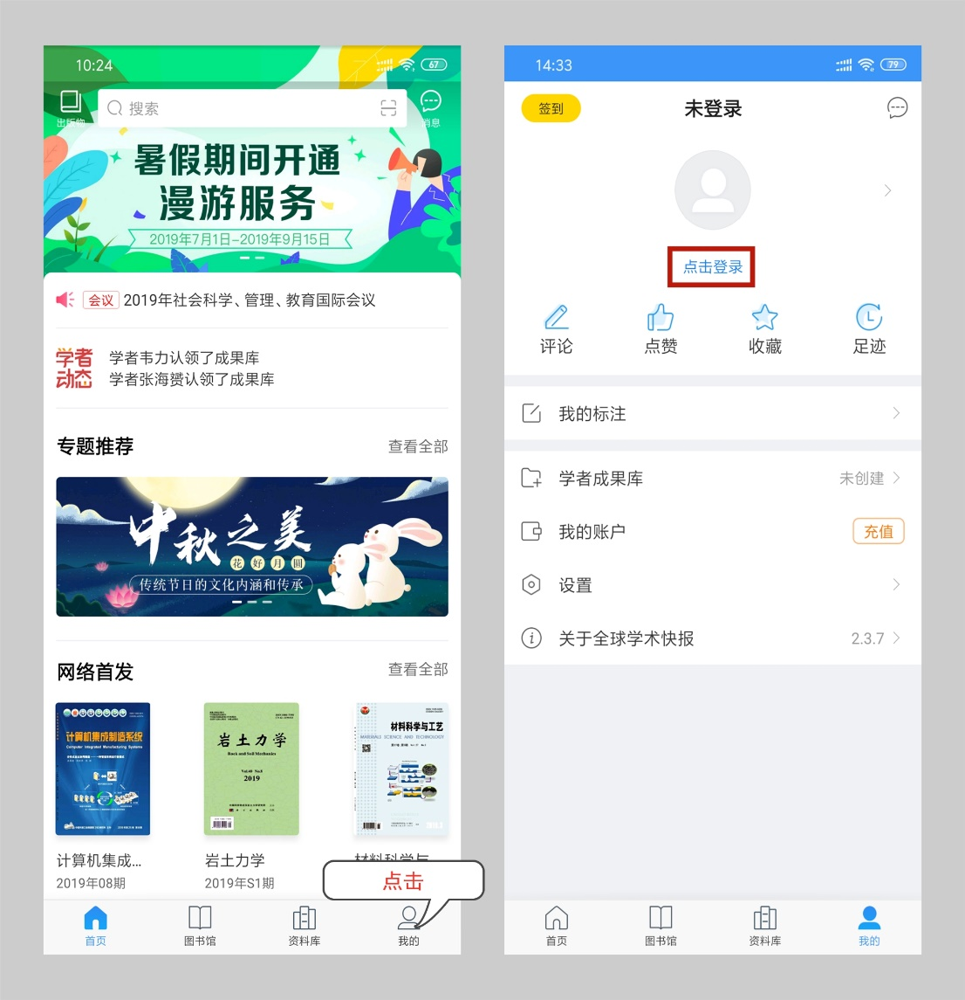 10:24
67
出版物
搜索
消息
暑假期间开通
漫游服务
2019年7月1日-2019年9月15日
会议 2019年社会科学、管理、教育国际会议
学者
动态
学者韦力认领了成果库
学者张海赟认领了成果库
专题推荐
查看全部
中秋之美
花好月圆
传统节日的文化内涵和传承
网络首发
查看全部
计算机集成制造系统
Computer Integrated Manufacturing Systems
岩土力学
Rock and Soil Mechanics
Vol.40 No.8
2019
材料科学与工艺
MATERIALS SCIENCE AND TECHNOLOGY
计算机集成...
2019年08期
岩土力学
2019年S1期
材料科学与
点击
首页
图书馆
资料库
我的
14:33
79
签到
未登录
点击登录
评论
点赞
收藏
足迹
我的标注
学者成果库
未创建
我的账户
充值
设置
关于全球学术快报
2.3.7
首页
图书馆
资料库
我的